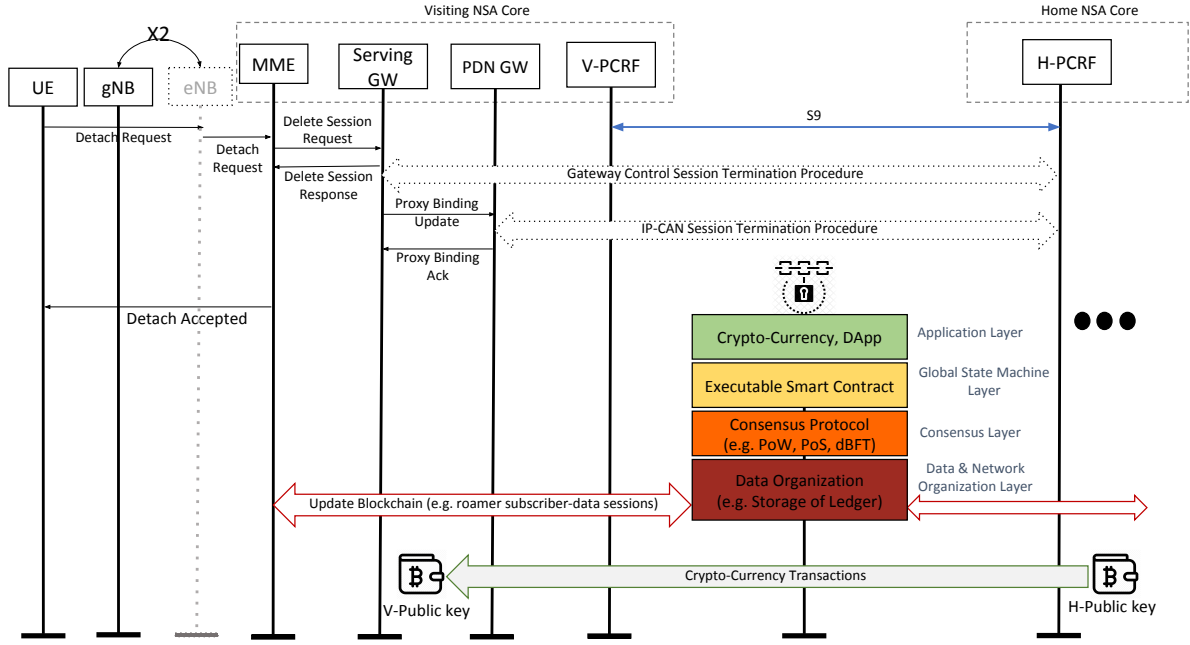 Visiting NSA Core
Home NSA Core
X2
UE
gNB
eNB
MME
Serving
GW
PDN GW
V-PCRF
H-PCRF
Detach Request
Detach
Request
Delete Session
Request
S9
Delete Session
Response
Gateway Control Session Termination Procedure
Proxy Binding
Update
IP-CAN Session Termination Procedure
Proxy Binding
Ack
Detach Accepted
Crypto-Currency, DApp
Application Layer
Executable Smart Contract
Global State Machine
Layer
Consensus Protocol
(e.g. PoW, PoS, dBFT)
Consensus Layer
Data Organization
(e.g. Storage of Ledger)
Data & Network
Organization Layer
Update Blockchain (e.g. roamer subscriber-data sessions)
Crypto-Currency Transactions
V-Public key
H-Public key